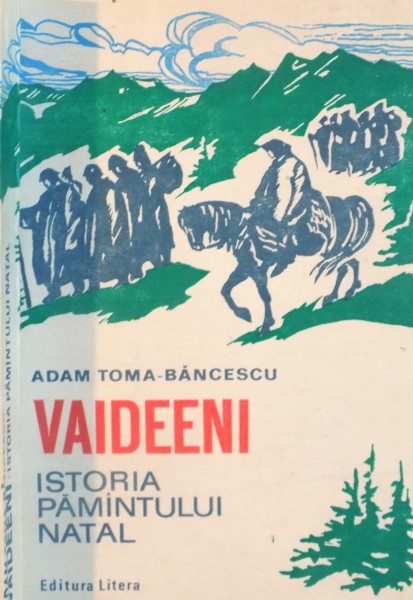 ADAM TOMA-BĂNCESCU
VAIDEENI
ISTORIA
PĂMÎNTULUI
NATAL
Editura Litera
VAIDEENI ISTORIA PĂMÎNTULUI NATAL